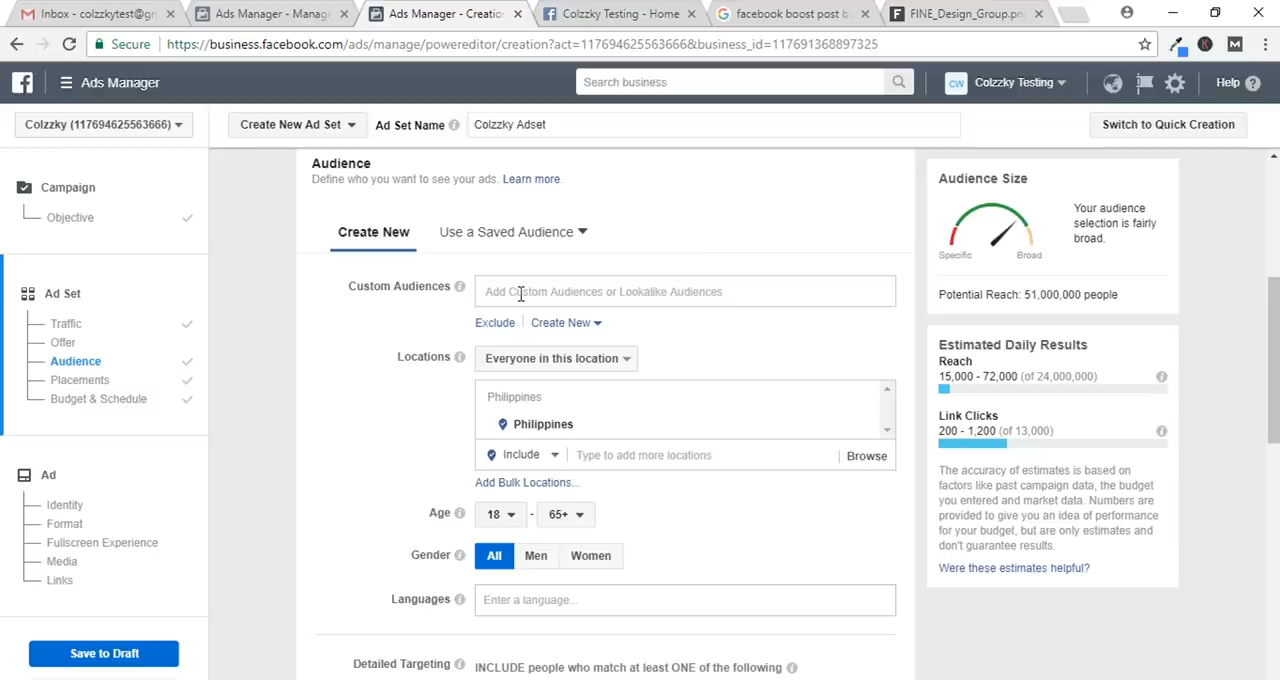 Inbox - colzzkytest@gm
Ads Manager - Manage
Ads Manager - Creation
Colzzky Testing - Home
facebook boost post b
FINE_Design_Group.pn
Secure
https://business.facebook.com/ads/manage/powereditor/creation?act=117694625563666&business_id=117691368897325
Ads Manager
Search business
CW
Colzzky Testing
Help
Colzzky (117694625563666)
Create New Ad Set
Ad Set Name
Colzzky Adset
Switch to Quick Creation
Campaign
Objective
Ad Set
Traffic
Offer
Audience
Placements
Budget & Schedule
Ad
Identity
Format
Fullscreen Experience
Media
Links
Save to Draft
Audience
Define who you want to see your ads. Learn more.
Create New
Use a Saved Audience
Custom Audiences
Add Custom Audiences or Lookalike Audiences
Exclude
Create New
Locations
Everyone in this location
Philippines
Philippines
Include
Type to add more locations
Browse
Add Bulk Locations...
Age
18 - 65+
Gender
All
Men
Women
Languages
Enter a language...
Detailed Targeting
INCLUDE people who match at least ONE of the following
Audience Size
Specific
Broad
Your audience
selection is fairly
broad.
Potential Reach: 51,000,000 people
Estimated Daily Results
Reach
15,000 - 72,000 (of 24,000,000)
Link Clicks
200 - 1,200 (of 13,000)
The accuracy of estimates is based on
factors like past campaign data, the budget
you entered and market data. Numbers are
provided to give you an idea of performance
for your budget, but are only estimates and
don't guarantee results.
Were these estimates helpful?